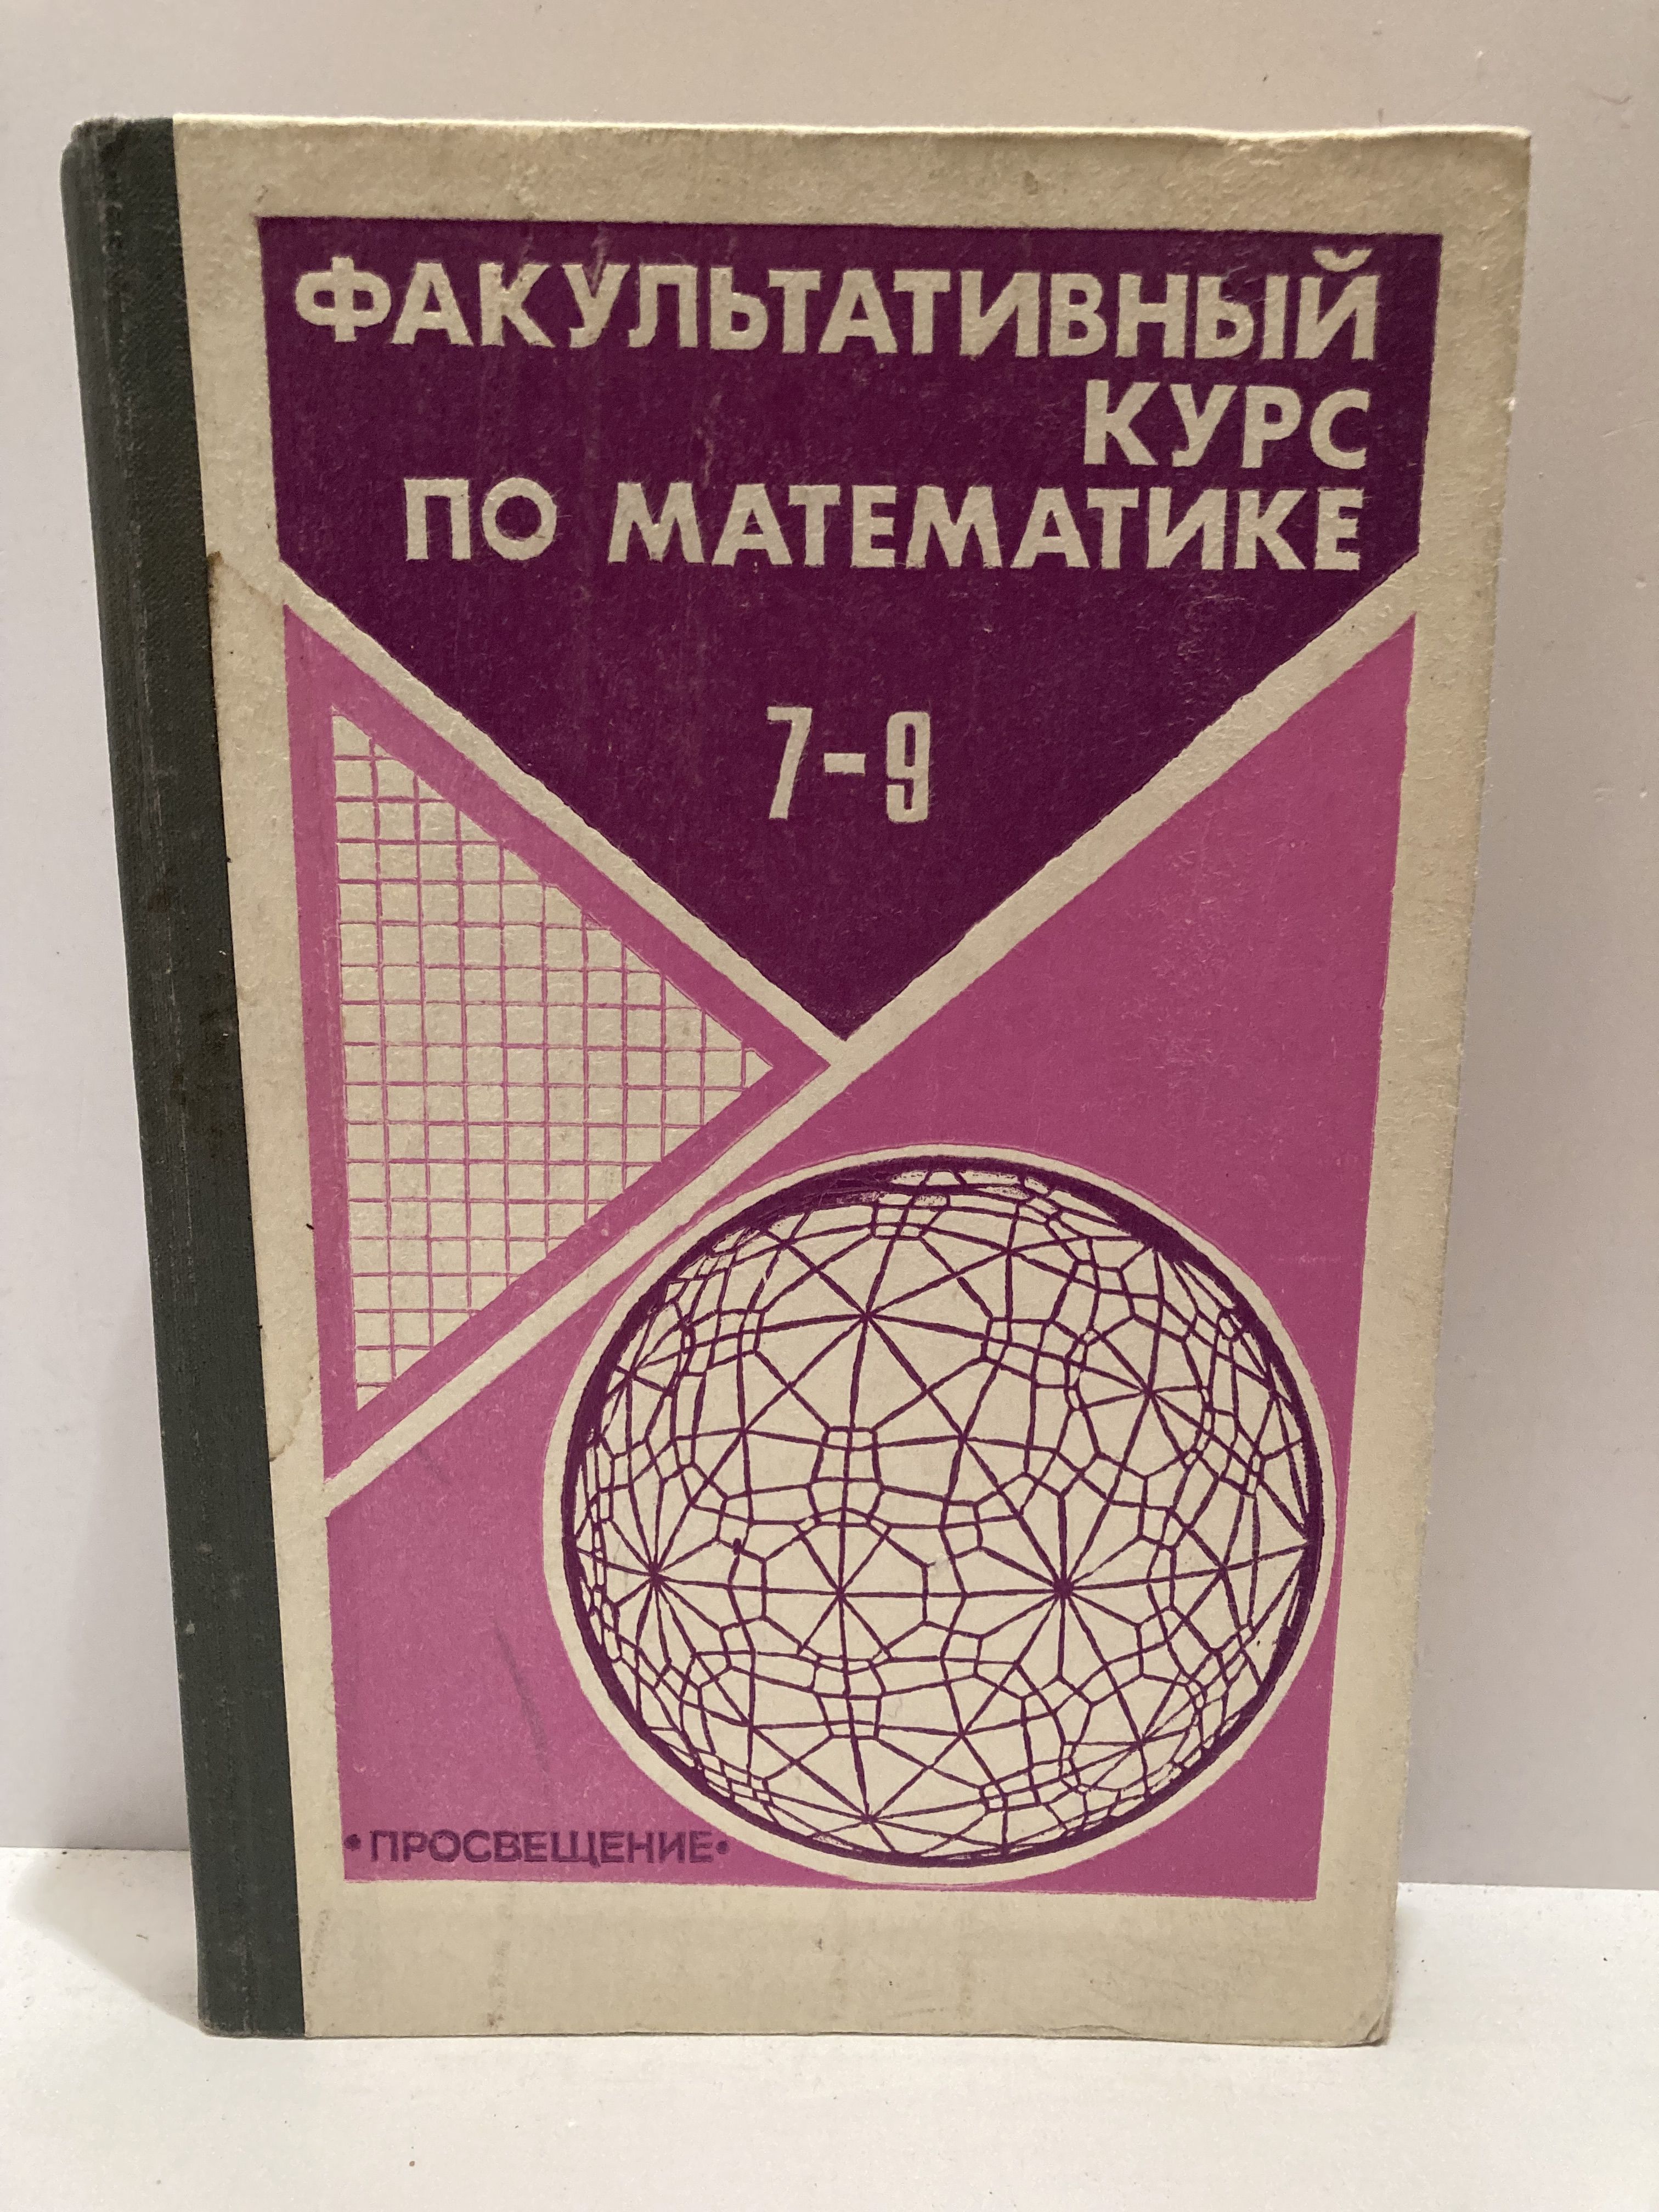 ФАКУЛЬТАТИВНЫЙ
КУРС
ПО МАТЕМАТИКЕ
7-9
•ПРОСВЕЩЕНИЕ•